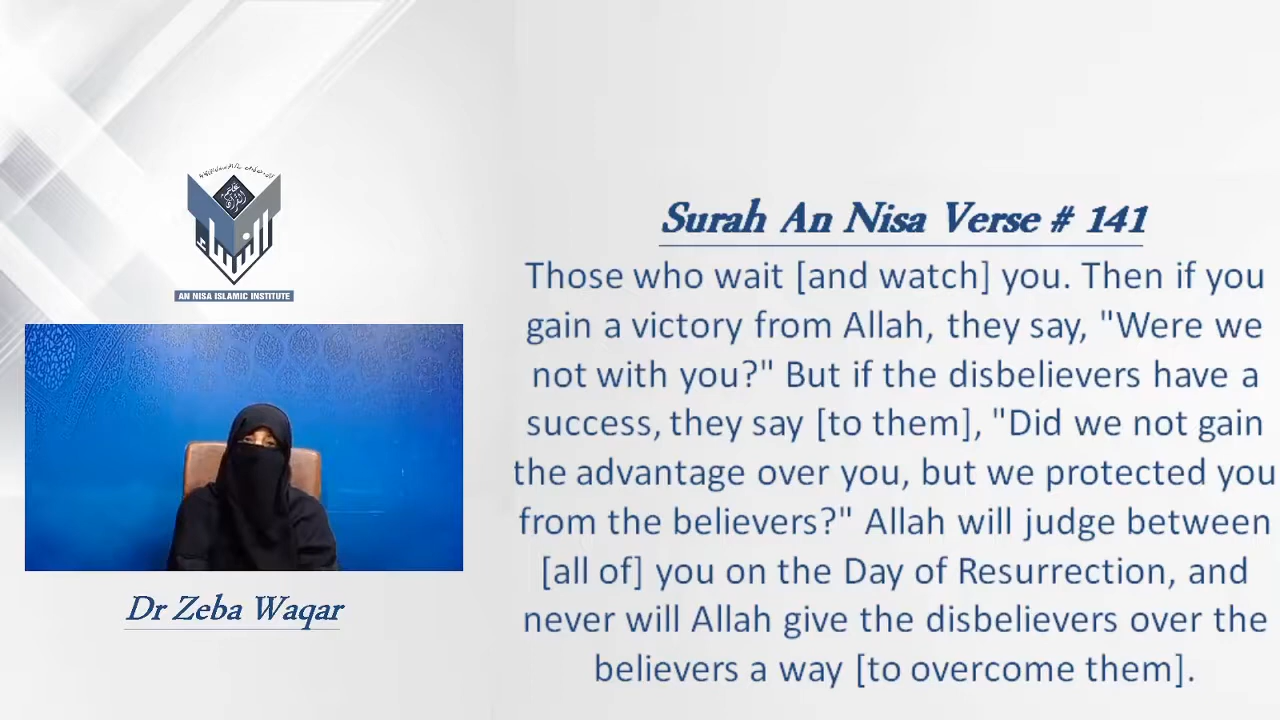 AN NISA ISLAMIC INSTITUTE
Dr Zeba Waqar
Surah An Nisa Verse # 141
Those who wait [and watch] you. Then if you
gain a victory from Allah, they say, "Were we
not with you?" But if the disbelievers have a
success, they say [to them], "Did we not gain
the advantage over you, but we protected you
from the believers?" Allah will judge between
[all of] you on the Day of Resurrection, and
never will Allah give the disbelievers over the
believers a way [to overcome them].